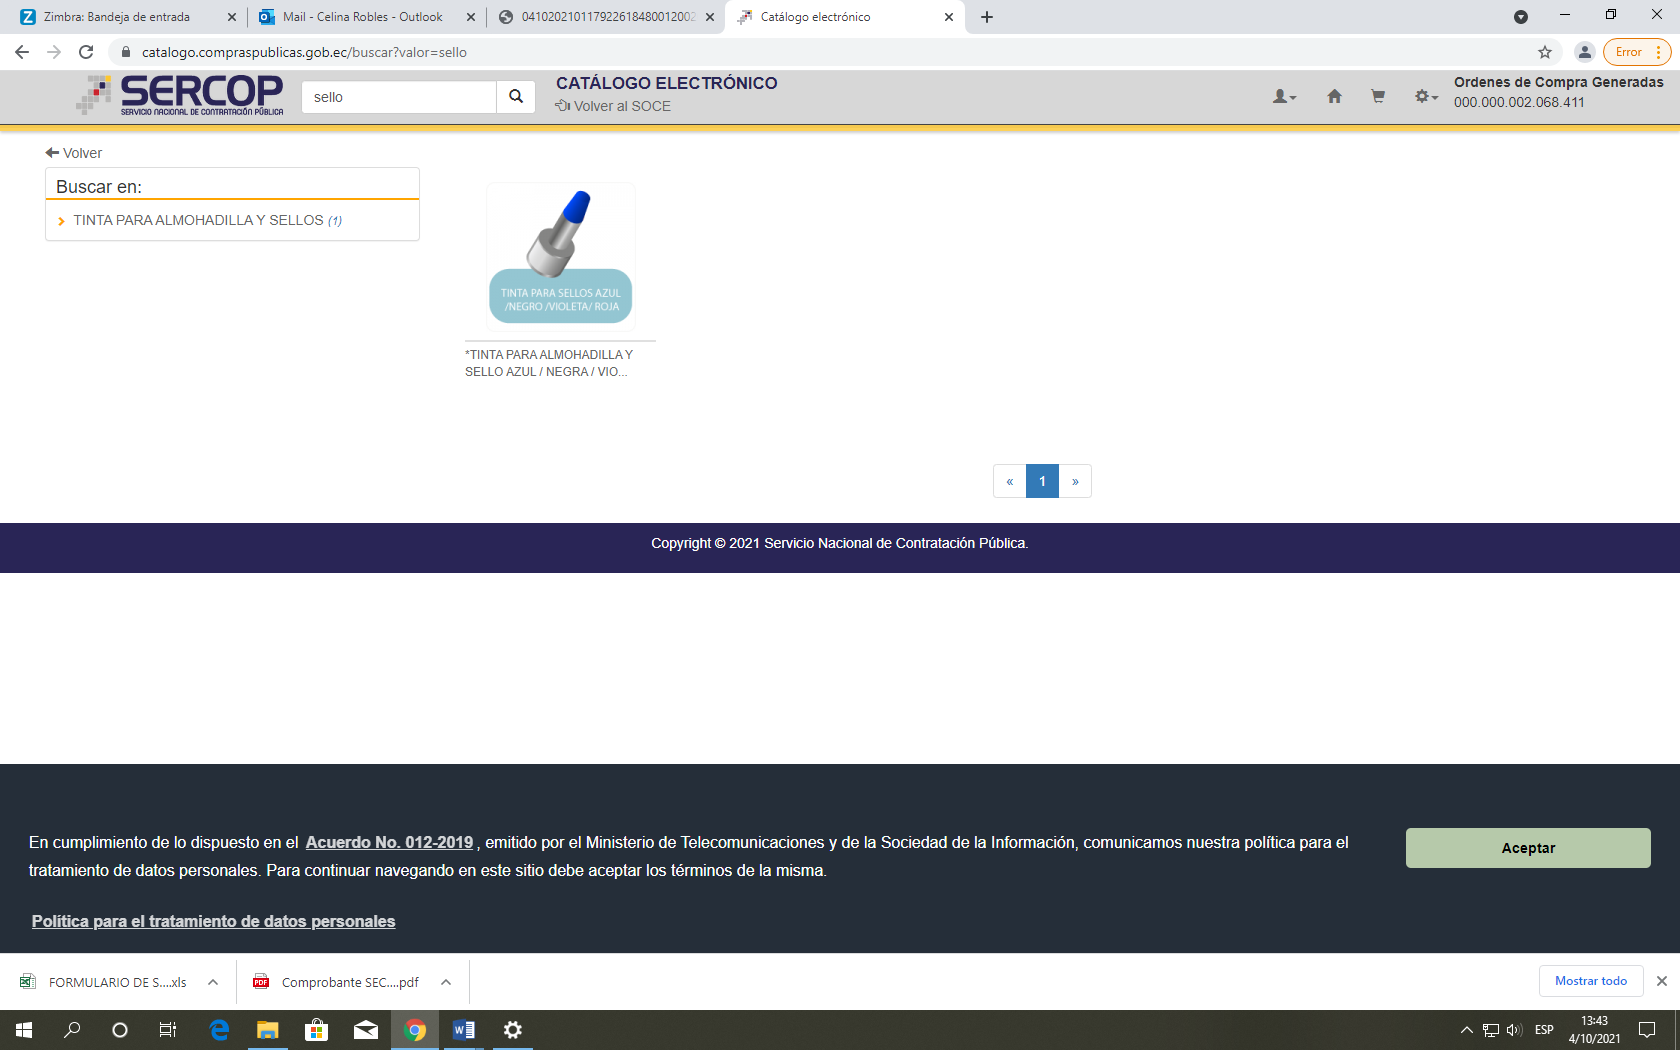 Zimbra: Bandeja de entrada
Mail - Celina Robles - Outlook
Catálogo electrónico
catalogo.compraspublicas.gob.ec/buscar?valor=sello
Error
SERCOP
SERVICIO NACIONAL DE CONTRATACIÓN PÚBLICA
sello
CATÁLOGO ELECTRÓNICO
Volver al SOCE
Ordenes de Compra Generadas
000.000.002.068.411
Volver
Buscar en:
TINTA PARA ALMOHADILLA Y SELLOS (1)
TINTA PARA SELLOS AZUL
/NEGRO /VIOLETA/ ROJA
*TINTA PARA ALMOHADILLA Y
SELLO AZUL / NEGRA / VIO...
« 1 »
Copyright © 2021 Servicio Nacional de Contratación Pública.
En cumplimiento de lo dispuesto en el Acuerdo No. 012-2019 , emitido por el Ministerio de Telecomunicaciones y de la Sociedad de la Información, comunicamos nuestra política para el
tratamiento de datos personales. Para continuar navegando en este sitio debe aceptar los términos de la misma.
Aceptar
Política para el tratamiento de datos personales
FORMULARIO DE S....xls
PDF
Comprobante SEC....pdf
Mostrar todo
ESP
13:43
4/10/2021